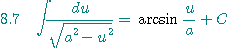 8.7 ∫ du / √(a² − u²) = arcsin u/a + C